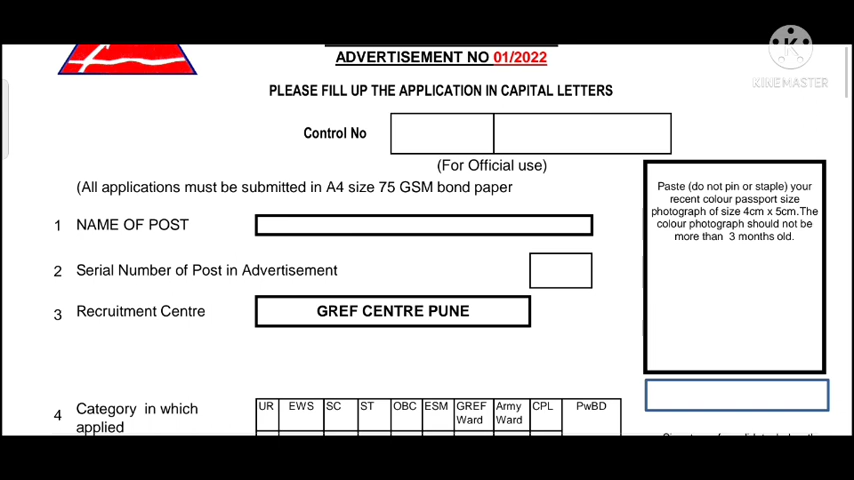 ADVERTISEMENT NO 01/2022
KINEMASTER
PLEASE FILL UP THE APPLICATION IN CAPITAL LETTERS
Control No
(For Official use)
(All applications must be submitted in A4 size 75 GSM bond paper
Paste (do not pin or staple) your
recent colour passport size
photograph of size 4cm x 5cm.The
colour photograph should not be
more than 3 months old.
1 NAME OF POST
2 Serial Number of Post in Advertisement
3 Recruitment Centre GREF CENTRE PUNE
4 Category in which
applied
UR EWS SC ST OBC ESM GREF Army CPL PwBD
Ward Ward